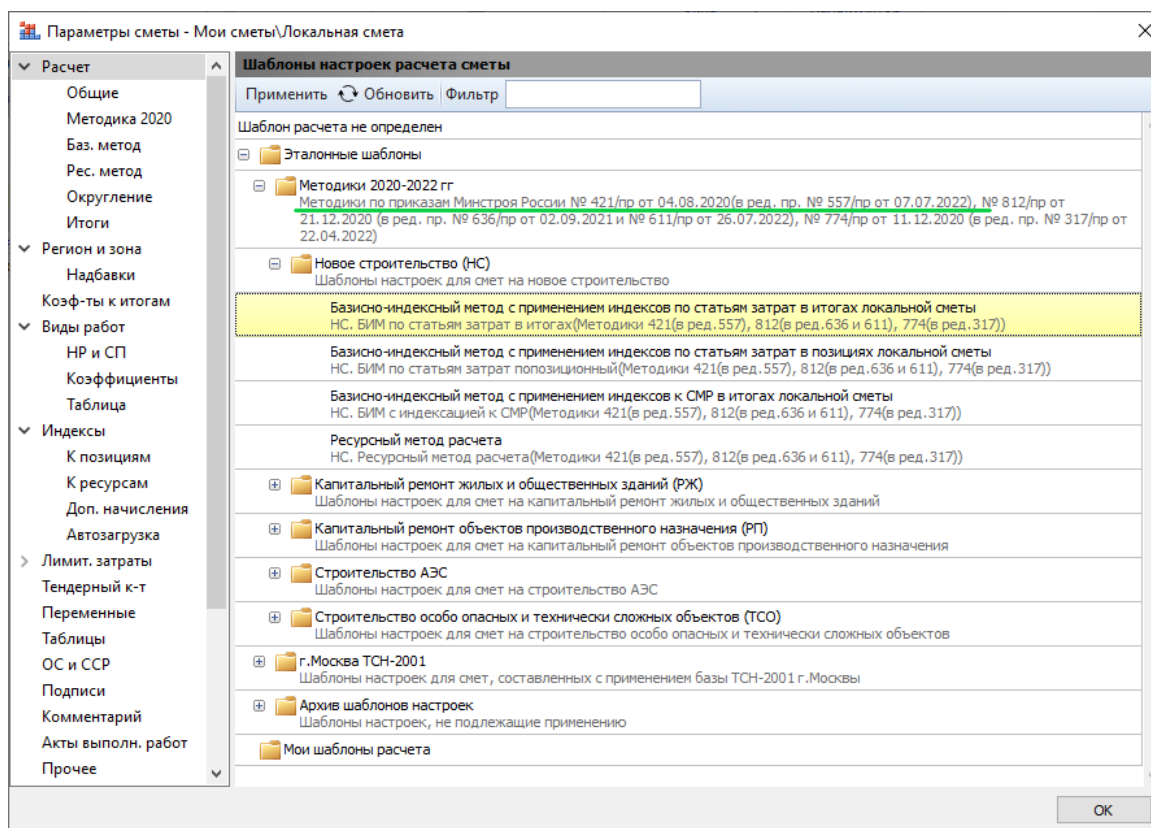 Параметры сметы - Мои сметы\Локальная смета
Расчет
Общие
Методика 2020
Баз. метод
Рес. метод
Округление
Итоги
Регион и зона
Надбавки
Коэф-ты к итогам
Виды работ
НР и СП
Коэффициенты
Таблица
Индексы
К позициям
К ресурсам
Доп. начисления
Автозагрузка
Лимит. затраты
Тендерный к-т
Переменные
Таблицы
ОС и ССР
Подписи
Комментарий
Акты выполн. работ
Прочее
Шаблоны настроек расчета сметы
Применить Обновить Фильтр
Шаблон расчета не определен
Эталонные шаблоны
Методики 2020-2022 гг
Методики по приказам Минстроя России № 421/пр от 04.08.2020(в ред. пр. № 557/пр от 07.07.2022), № 812/пр от
21.12.2020 (в ред. пр. № 636/пр от 02.09.2021 и № 611/пр от 26.07.2022), № 774/пр от 11.12.2020 (в ред. пр. № 317/пр от
22.04.2022)
Новое строительство (НС)
Шаблоны настроек для смет на новое строительство
Базисно-индексный метод с применением индексов по статьям затрат в итогах локальной сметы
НС. БИМ по статьям затрат в итогах(Методики 421(в ред.557), 812(в ред.636 и 611), 774(в ред.317))
Базисно-индексный метод с применением индексов по статьям затрат в позициях локальной сметы
НС. БИМ по статьям затрат попозиционный(Методики 421(в ред.557), 812(в ред.636 и 611), 774(в ред.317))
Базисно-индексный метод с применением индексов к СМР в итогах локальной сметы
НС. БИМ с индексацией к СМР(Методики 421(в ред.557), 812(в ред.636 и 611), 774(в ред.317))
Ресурсный метод расчета
НС. Ресурсный метод расчета(Методики 421(в ред.557), 812(в ред.636 и 611), 774(в ред.317))
Капитальный ремонт жилых и общественных зданий (РЖ)
Шаблоны настроек для смет на капитальный ремонт жилых и общественных зданий
Капитальный ремонт объектов производственного назначения (РП)
Шаблоны настроек для смет на капитальный ремонт объектов производственного назначения
Строительство АЭС
Шаблоны настроек для смет на строительство АЭС
Строительство особо опасных и технически сложных объектов (ТСО)
Шаблоны настроек для смет на строительство особо опасных и технически сложных объектов
г.Москва ТСН-2001
Шаблоны настроек для смет, составленных с применением базы ТСН-2001 г.Москвы
Архив шаблонов настроек
Шаблоны настроек, не подлежащие применению
Мои шаблоны расчета
ОК